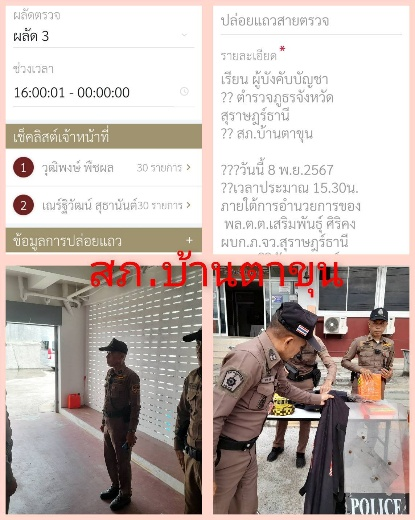 ผลัดตรวจ
ผลัด 3
ช่วงเวลา
16:00:01 - 00:00:00
เช็คลิสต์เจ้าหน้าที่
1 วุฒิพงษ์ พืชผล 30 รายการ >
2 เณร์ฐิวัฒน์ สุธานันต์ 30 รายการ >
ข้อมูลการปล่อยแถว +
ปล่อยแถวสายตรวจ
รายละเอียด *
เรียน ผู้บังคับบัญชา
?? ตำรวจภูธรจังหวัด
สุราษฎร์ธานี
?? สภ.บ้านตาขุน
???วันนี้ 8 พ.ย.2567
??เวลาประมาณ 15.30น.
ภายใต้การอำนวยการของ
พล.ต.ต.เสริมพันธุ์ ศิริคง
ผบก.ภ.จว.สุราษฎร์ธานี
สภ.บ้านตาขุน
POLICE